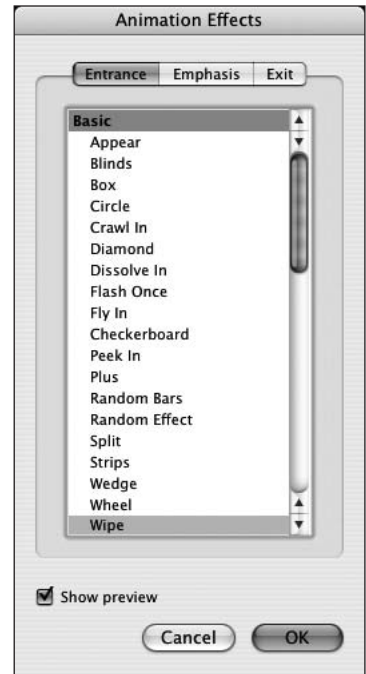 Animation Effects
Entrance Emphasis Exit
Basic
Appear
Blinds
Box
Circle
Crawl In
Diamond
Dissolve In
Flash Once
Fly In
Checkerboard
Peek In
Plus
Random Bars
Random Effect
Split
Strips
Wedge
Wheel
Wipe
Show preview
Cancel OK